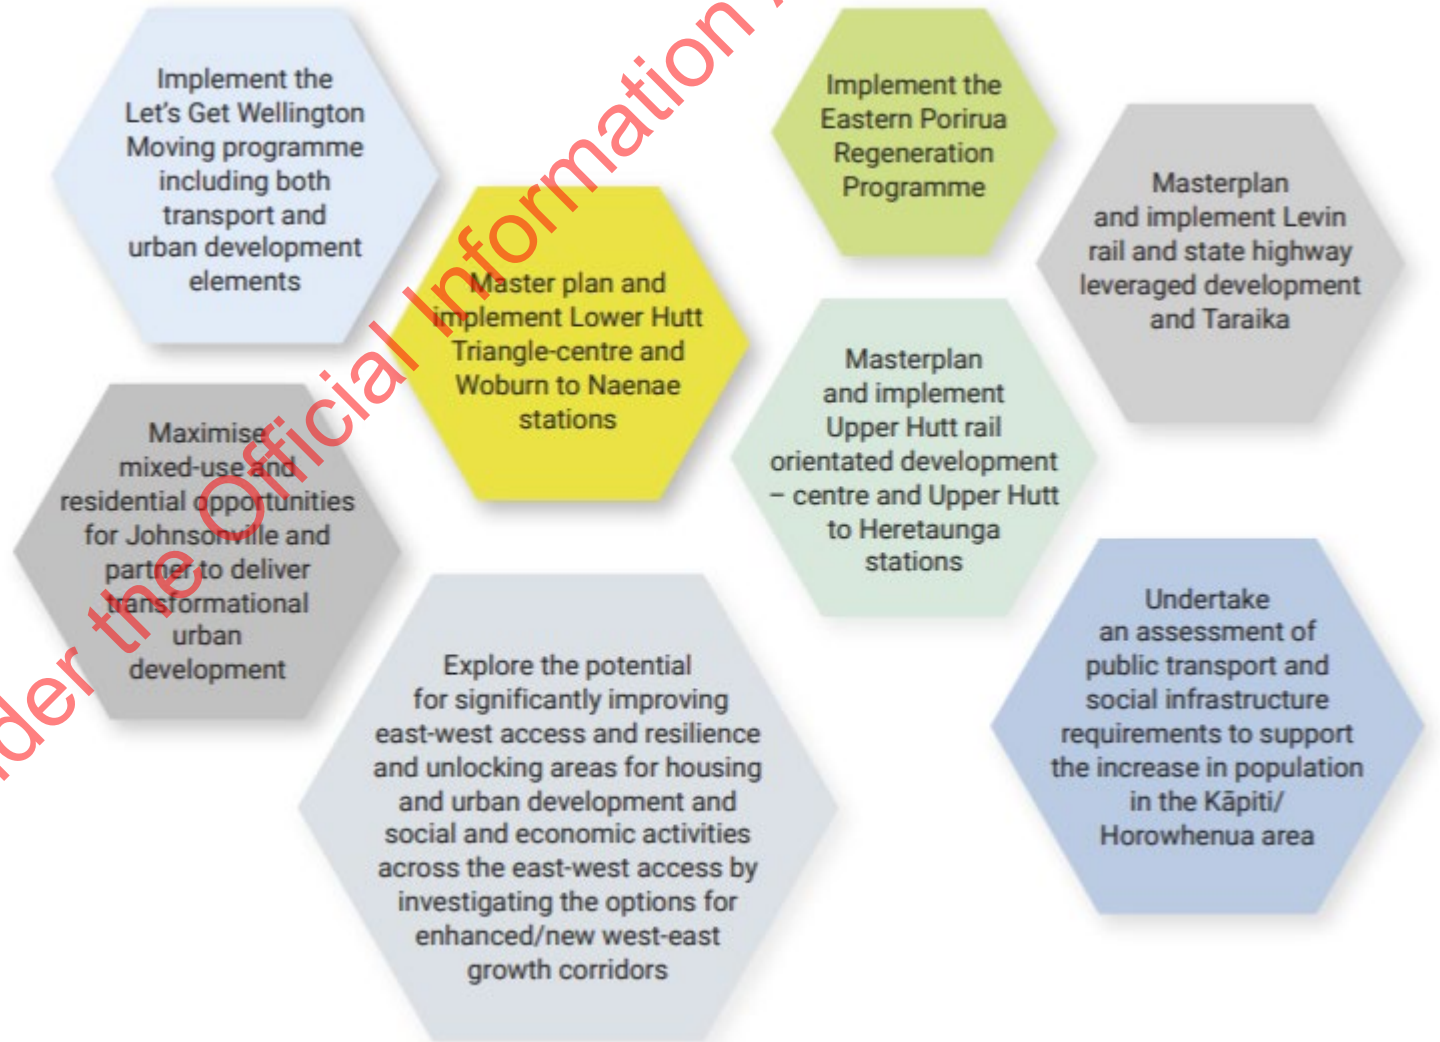 Implement the
Let's Get Wellington
Moving programme
including both
transport and
urban development
elements
Implement the
Eastern Porirua
Regeneration
Programme
Masterplan
and implement Levin
rail and state highway
leveraged development
and Taraika
Master plan and
implement Lower Hutt
Triangle-centre and
Woburn to Naenae
stations
Masterplan
and implement
Upper Hutt rail
orientated development
– centre and Upper Hutt
to Heretaunga
stations
Maximise
mixed-use and
residential opportunities
for Johnsonville and
partner to deliver
transformational
urban
development
Explore the potential
for significantly improving
east-west access and resilience
and unlocking areas for housing
and urban development and
social and economic activities
across the east-west access by
investigating the options for
enhanced/new west-east
growth corridors
Undertake
an assessment of
public transport and
social infrastructure
requirements to support
the increase in population
in the Kāpiti/
Horowhenua area
the Official Information